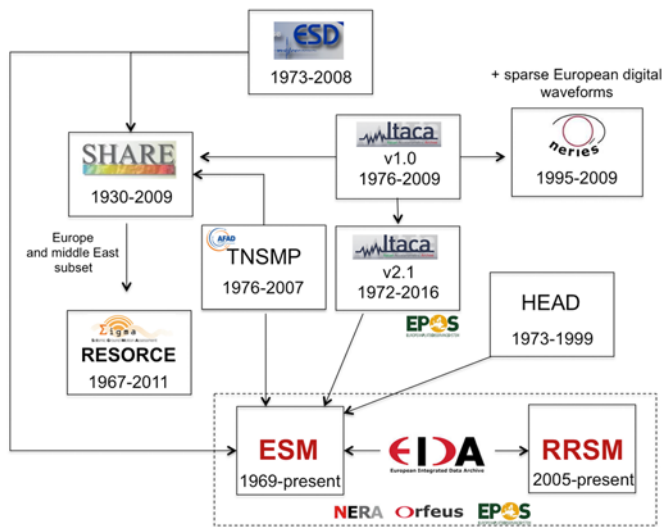 ESD
1973-2008
+ sparse European digital
waveforms
SHARE
1930-2009
Itaca
v1.0
1976-2009
neries
1995-2009
Europe
and middle East
subset
AFAD
TNSMP
1976-2007
Itaca
v2.1
1972-2016
EPOS
HEAD
1973-1999
Σigma
RESORCE
1967-2011
ESM
1969-present
EIDA
European Integrated Data Archive
RRSM
2005-present
NERA Orfeus EPOS